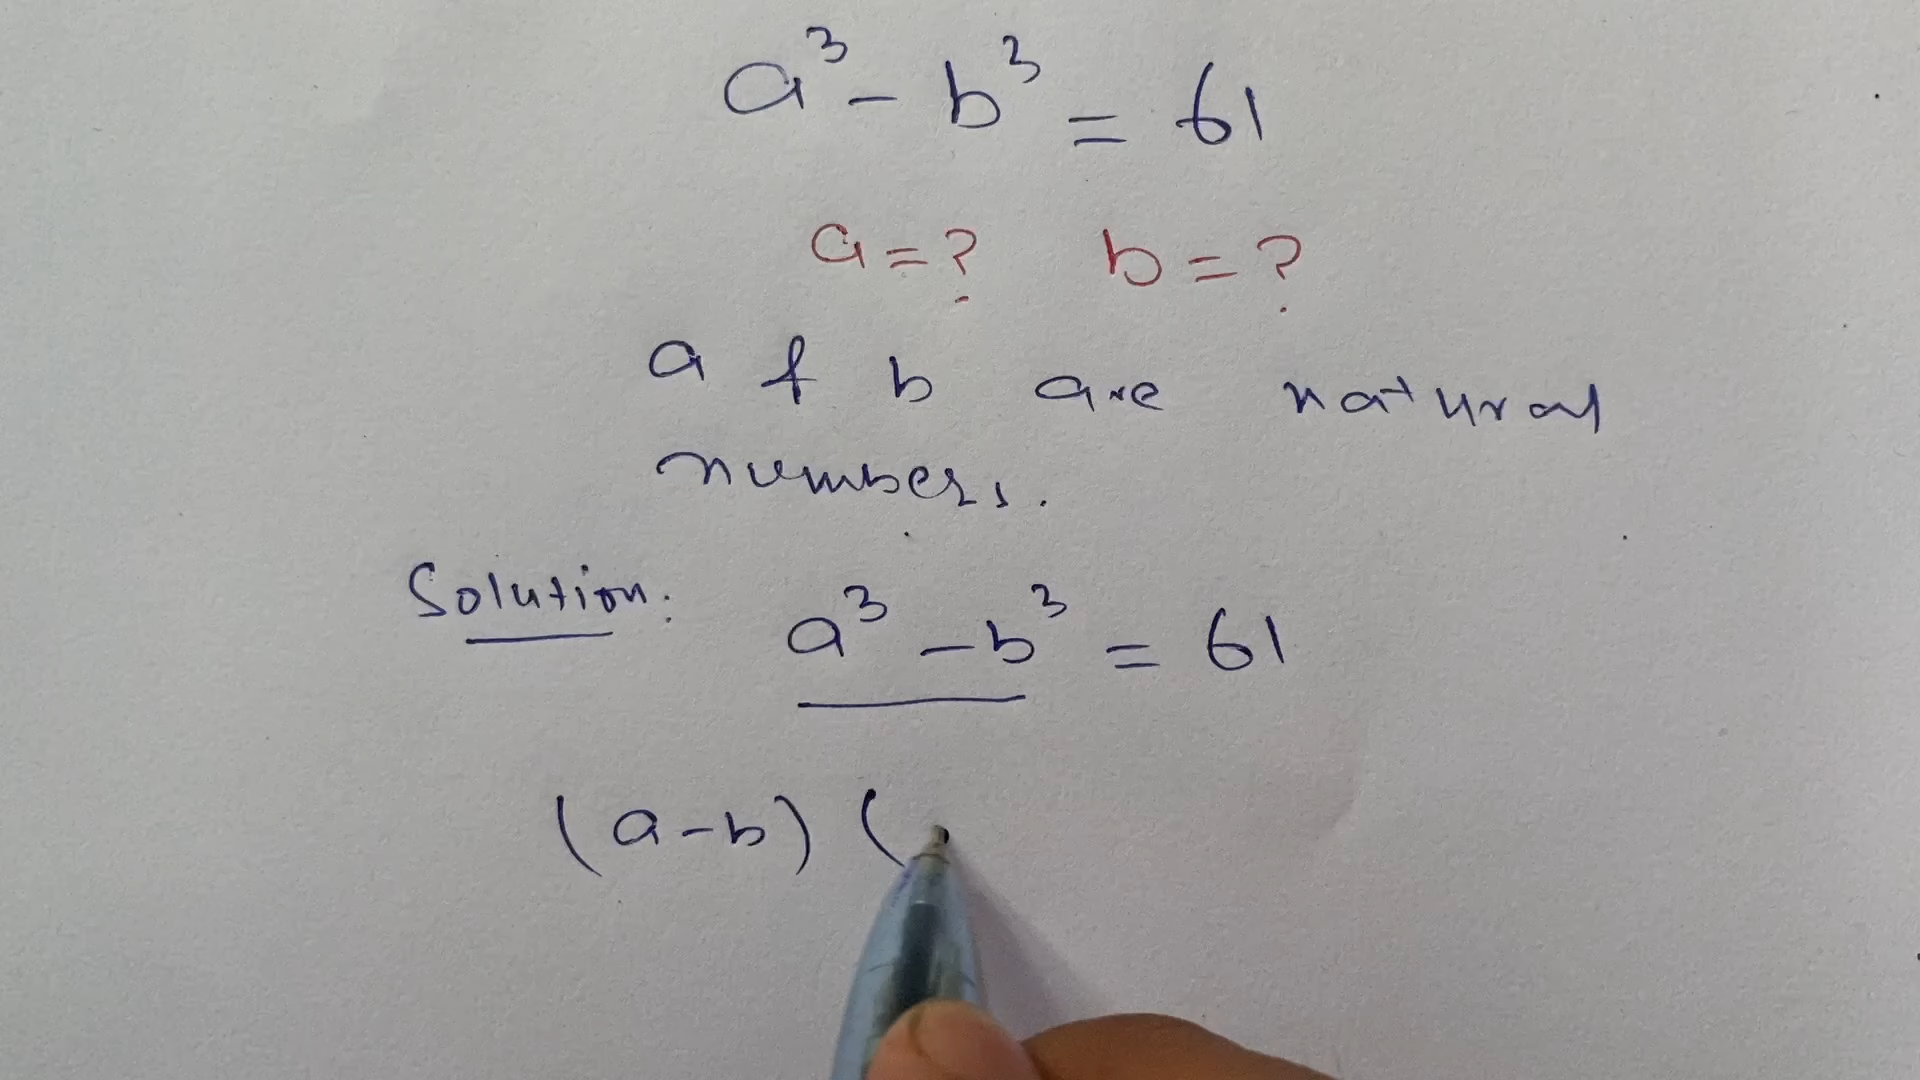 a³ - b³ = 61
a = ? b = ?
a & b are natural
numbers.
Solution: a³ - b³ = 61
(a - b) (